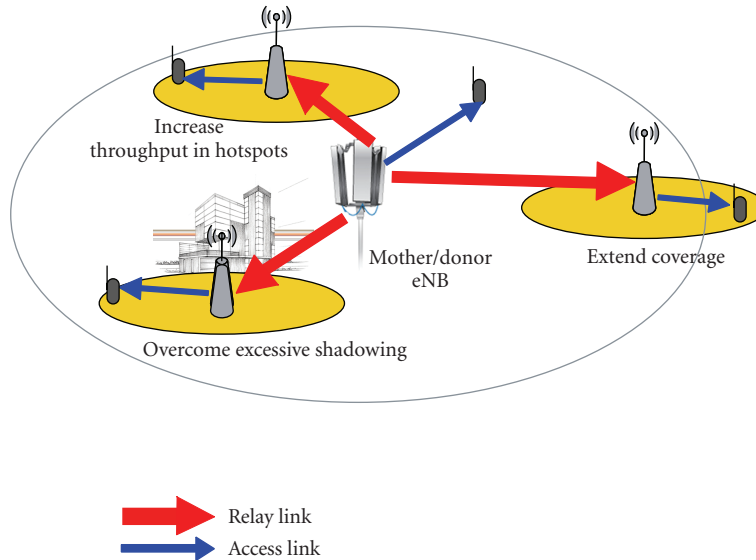 Increase
throughput in hotspots
Mother/donor
eNB
Extend coverage
Overcome excessive shadowing
Relay link
Access link